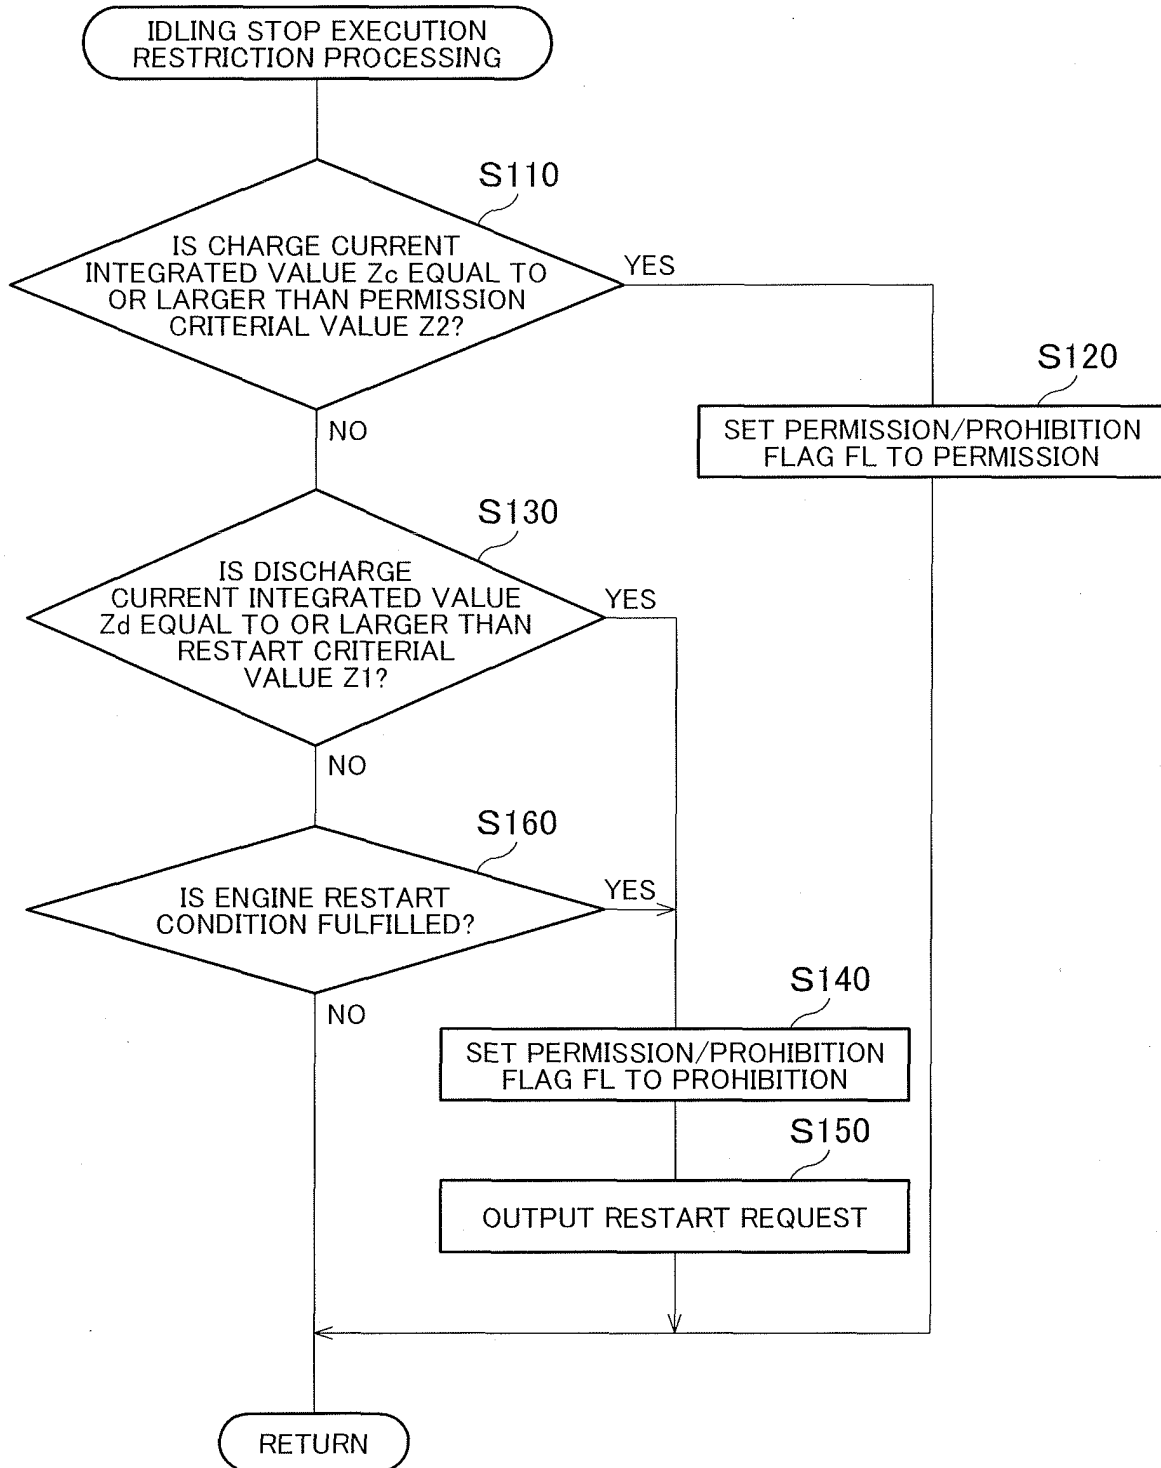 IDLING STOP EXECUTION
RESTRICTION PROCESSING
S110
IS CHARGE CURRENT
INTEGRATED VALUE Zc EQUAL TO
OR LARGER THAN PERMISSION
CRITERIAL VALUE Z2?
YES
NO
S120
SET PERMISSION/PROHIBITION
FLAG FL TO PERMISSION
S130
IS DISCHARGE
CURRENT INTEGRATED VALUE
Zd EQUAL TO OR LARGER THAN
RESTART CRITERIAL
VALUE Z1?
YES
NO
S160
IS ENGINE RESTART
CONDITION FULFILLED?
YES
NO
S140
SET PERMISSION/PROHIBITION
FLAG FL TO PROHIBITION
S150
OUTPUT RESTART REQUEST
RETURN